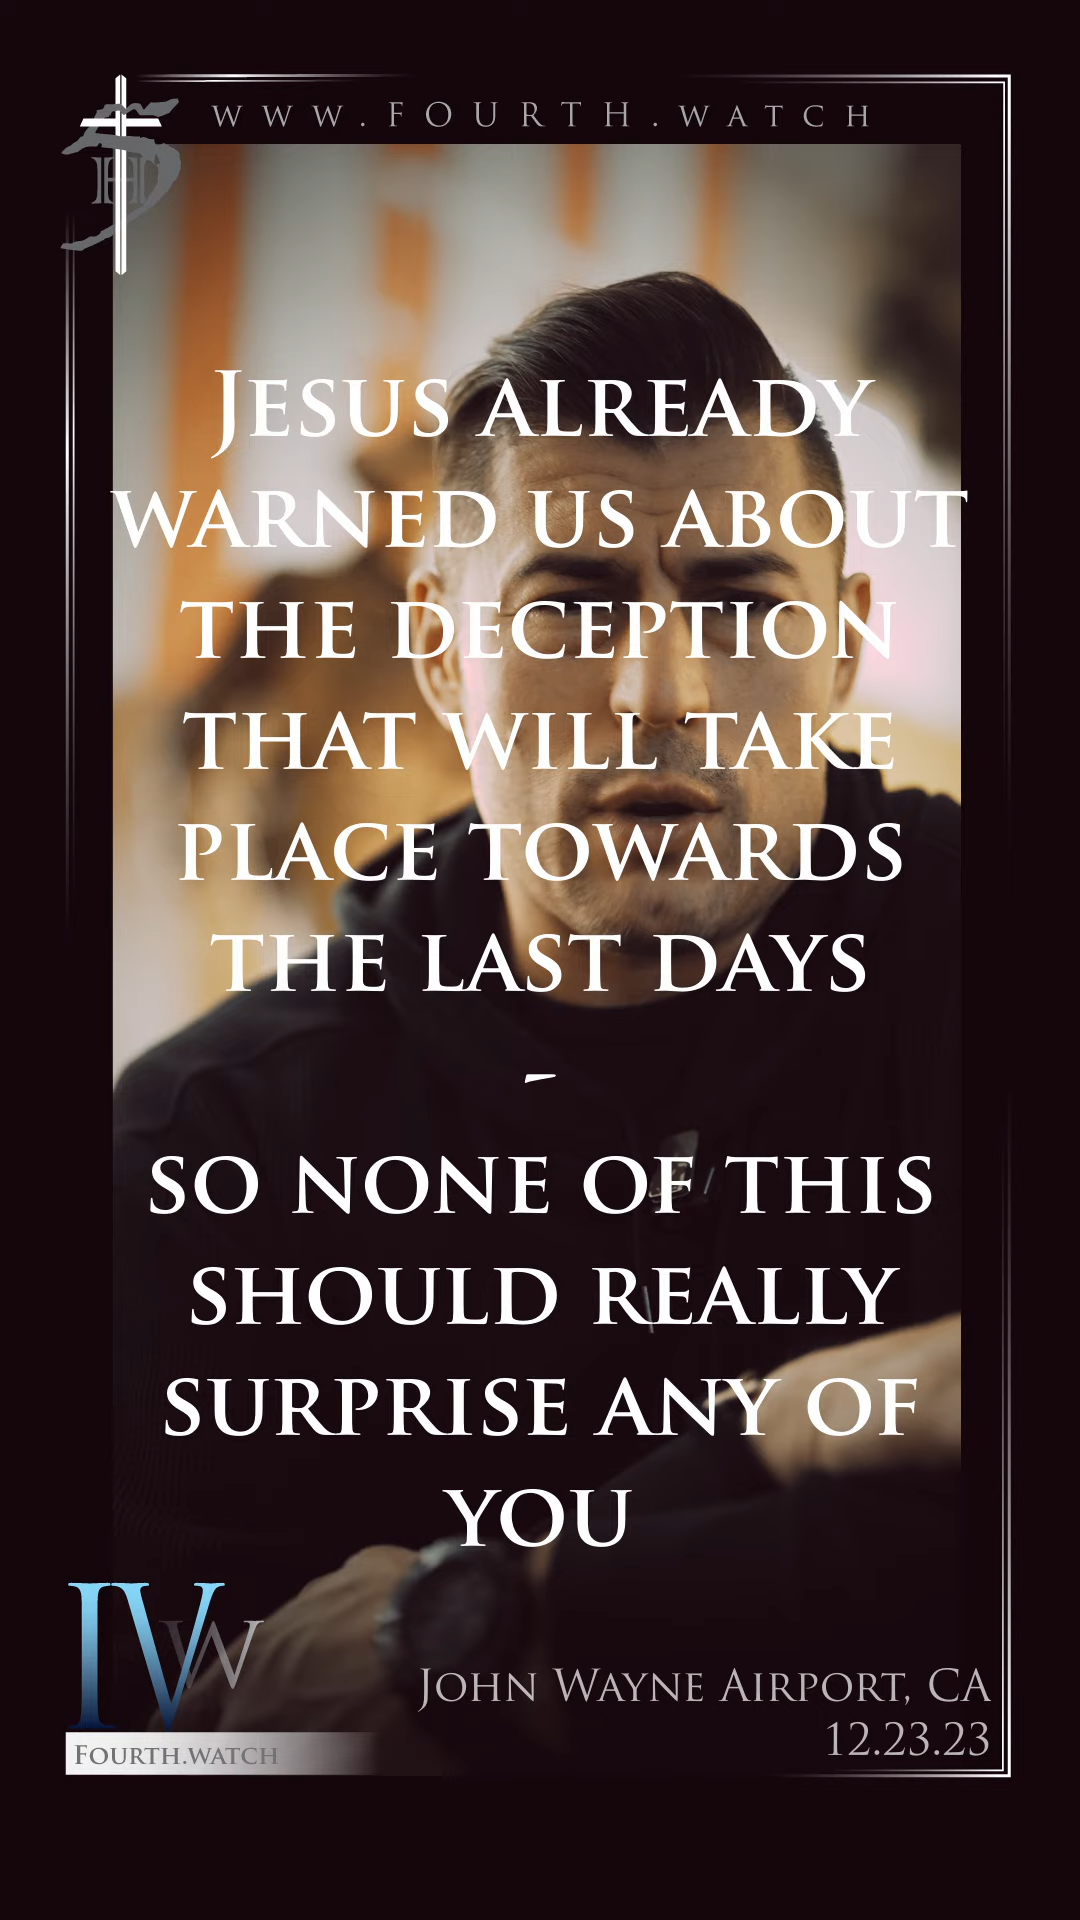 www.Fourth.watch
Jesus already
warned us about
the deception
that will take
place towards
the last days
-
so none of this
should really
surprise any of
you
IVW
John Wayne Airport, CA
12.23.23
Fourth.watch